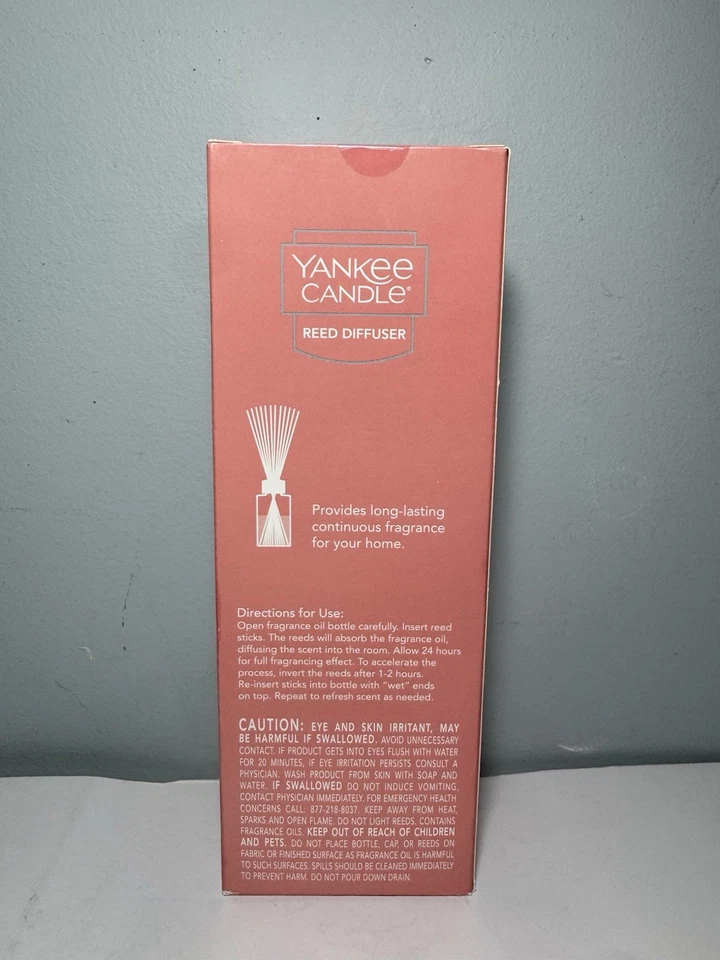 YANKEE
CANDLE®
REED DIFFUSER
Provides long-lasting
continuous fragrance
for your home.
Directions for Use:
Open fragrance oil bottle carefully. Insert reed
sticks. The reeds will absorb the fragrance oil,
diffusing the scent into the room. Allow 24 hours
for full fragrancing effect. To accelerate the
process, invert the reeds after 1-2 hours.
Re-insert sticks into bottle with “wet” ends
on top. Repeat to refresh scent as needed.
CAUTION: EYE AND SKIN IRRITANT, MAY
BE HARMFUL IF SWALLOWED. AVOID UNNECESSARY
CONTACT. IF PRODUCT GETS INTO EYES FLUSH WITH WATER
FOR 20 MINUTES, IF EYE IRRITATION PERSISTS CONSULT A
PHYSICIAN. WASH PRODUCT FROM SKIN WITH SOAP AND
WATER. IF SWALLOWED DO NOT INDUCE VOMITING,
CONTACT PHYSICIAN IMMEDIATELY. FOR EMERGENCY HEALTH
CONCERNS CALL: 877-218-8037. KEEP AWAY FROM HEAT,
SPARKS AND OPEN FLAME. DO NOT LIGHT REEDS. CONTAINS
FRAGRANCE OILS. KEEP OUT OF REACH OF CHILDREN
AND PETS. DO NOT PLACE BOTTLE, CAP, OR REEDS ON
FABRIC OR FINISHED SURFACE AS FRAGRANCE OIL IS HARMFUL
TO SUCH SURFACES. SPILLS SHOULD BE CLEANED IMMEDIATELY
TO PREVENT HARM. DO NOT POUR DOWN DRAIN.